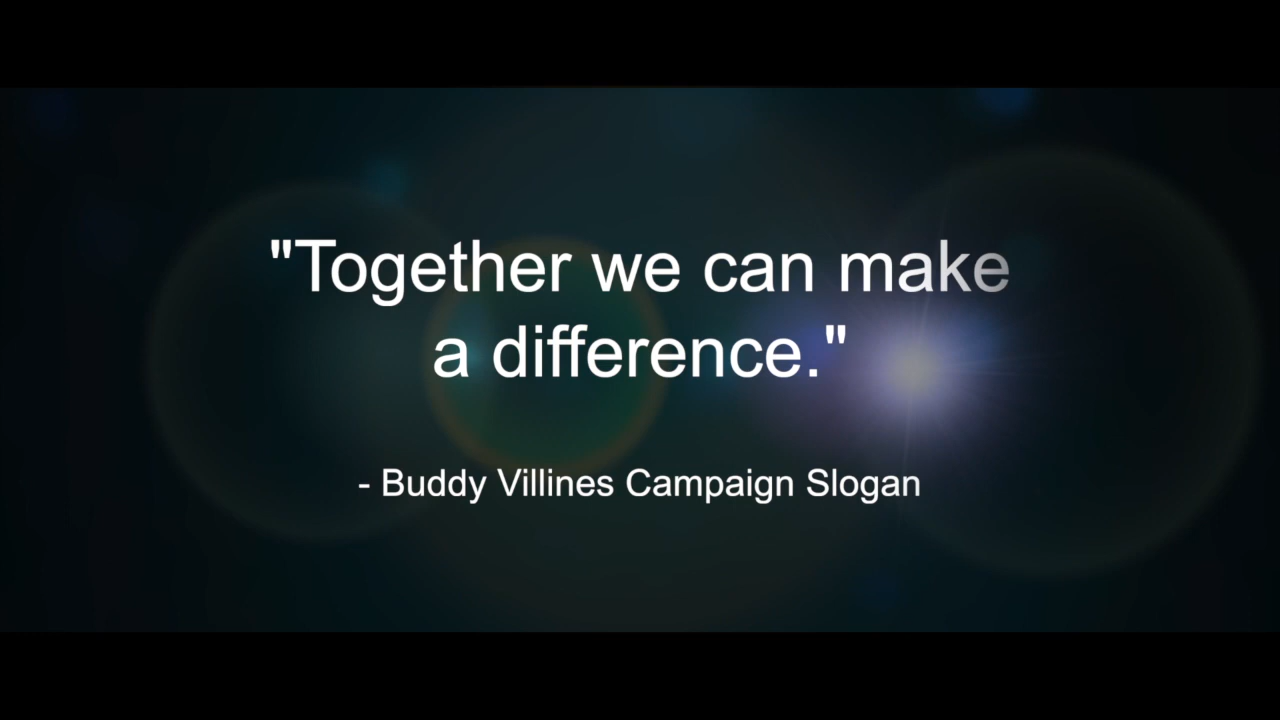 "Together we can make
a difference."
- Buddy Villines Campaign Slogan